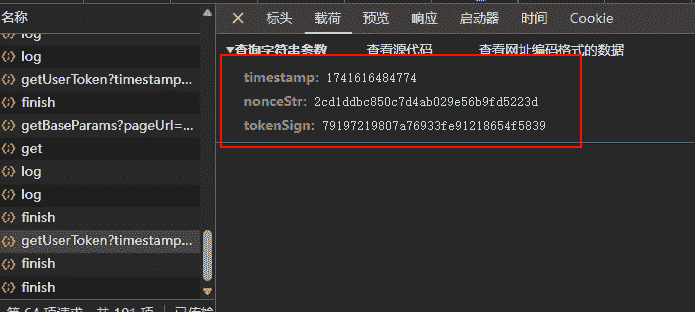 名称
log
log
getUserToken?timestamp...
finish
getBaseParams?pageUrl=...
get
log
log
finish
getUserToken?timestamp...
finish
finish
标头 载荷 预览 响应 启动器 时间 Cookie
▼查询字符串参数 查看源代码 查看网址编码格式的数据
timestamp: 1741616484774
nonceStr: 2cd1ddbc850c7d4ab029e56b9fd5223d
tokenSign: 79197219807a76933fe91218654f5839